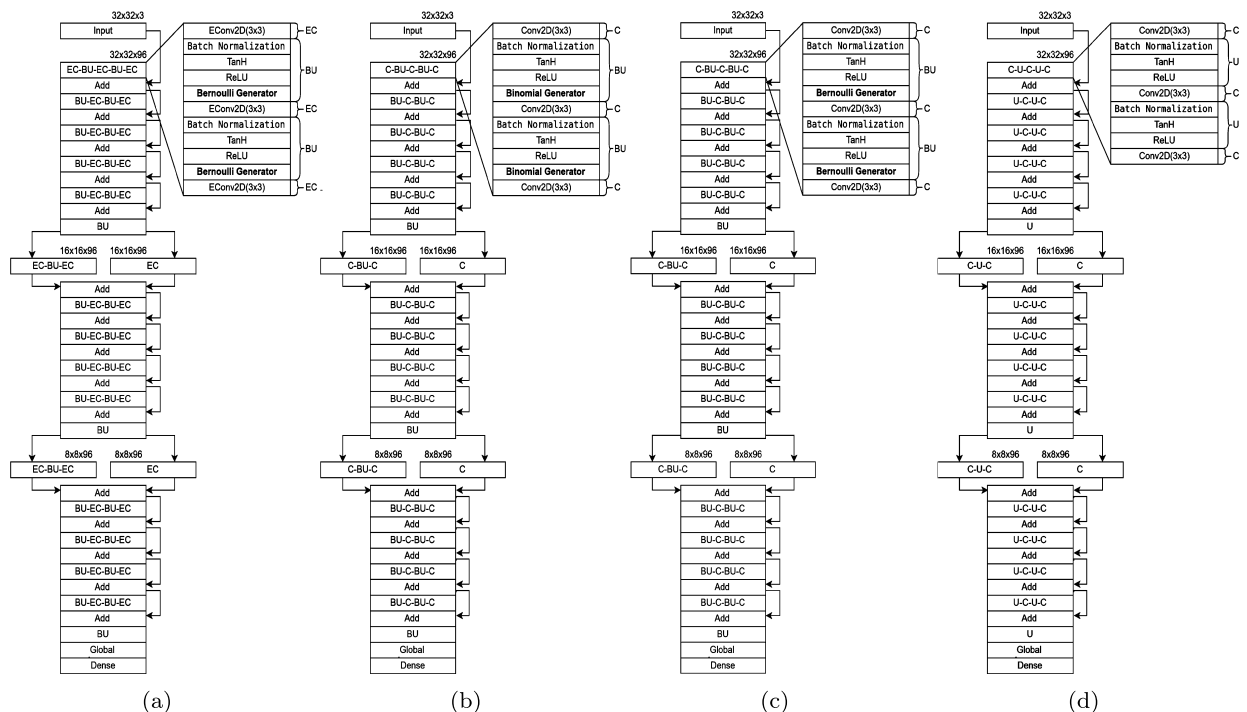 32x32x3
Input
32x32x96
EC-BU-EC-BU-EC
Add
BU-EC-BU-EC
Add
BU-EC-BU-EC
Add
BU-EC-BU-EC
Add
BU-EC-BU-EC
Add
BU
EConv2D(3x3) EC
Batch Normalization
TanH
BU
ReLU
Bernoulli Generator
EConv2D(3x3) EC
Batch Normalization
TanH
BU
ReLU
Bernoulli Generator
EConv2D(3x3) EC
16x16x96 16x16x96
EC-BU-EC EC
Add
BU-EC-BU-EC
Add
BU-EC-BU-EC
Add
BU-EC-BU-EC
Add
BU-EC-BU-EC
Add
BU
8x8x96 8x8x96
EC-BU-EC EC
Add
BU-EC-BU-EC
Add
BU-EC-BU-EC
Add
BU-EC-BU-EC
Add
BU-EC-BU-EC
Add
BU
Global
Dense
(a)
32x32x3
Input
32x32x96
C-BU-C-BU-C
Add
BU-C-BU-C
Add
BU-C-BU-C
Add
BU-C-BU-C
Add
BU-C-BU-C
Add
BU
Conv2D(3x3) C
Batch Normalization
TanH
BU
ReLU
Binomial Generator
Conv2D(3x3) C
Batch Normalization
TanH
BU
ReLU
Binomial Generator
Conv2D(3x3) C
16x16x96 16x16x96
C-BU-C C
Add
BU-C-BU-C
Add
BU-C-BU-C
Add
BU-C-BU-C
Add
BU-C-BU-C
Add
BU
8x8x96 8x8x96
C-BU-C C
Add
BU-C-BU-C
Add
BU-C-BU-C
Add
BU-C-BU-C
Add
BU-C-BU-C
Add
BU
Global
Dense
(b)
32x32x3
Input
32x32x96
C-BU-C-BU-C
Add
BU-C-BU-C
Add
BU-C-BU-C
Add
BU-C-BU-C
Add
BU-C-BU-C
Add
BU
Conv2D(3x3) C
Batch Normalization
TanH
BU
ReLU
Bernoulli Generator
Conv2D(3x3) C
Batch Normalization
TanH
BU
ReLU
Bernoulli Generator
Conv2D(3x3) C
16x16x96 16x16x96
C-BU-C C
Add
BU-C-BU-C
Add
BU-C-BU-C
Add
BU-C-BU-C
Add
BU-C-BU-C
Add
BU
8x8x96 8x8x96
C-BU-C C
Add
BU-C-BU-C
Add
BU-C-BU-C
Add
BU-C-BU-C
Add
BU-C-BU-C
Add
BU
Global
Dense
(c)
32x32x3
Input
32x32x96
C-U-C-U-C
Add
U-C-U-C
Add
U-C-U-C
Add
U-C-U-C
Add
U-C-U-C
Add
U
Conv2D(3x3) C
Batch Normalization
TanH U
ReLU
Conv2D(3x3) C
Batch Normalization
TanH U
ReLU
Conv2D(3x3) C
16x16x96 16x16x96
C-U-C C
Add
U-C-U-C
Add
U-C-U-C
Add
U-C-U-C
Add
U-C-U-C
Add
U
8x8x96 8x8x96
C-U-C C
Add
U-C-U-C
Add
U-C-U-C
Add
U-C-U-C
Add
U-C-U-C
Add
U
Global
Dense
(d)